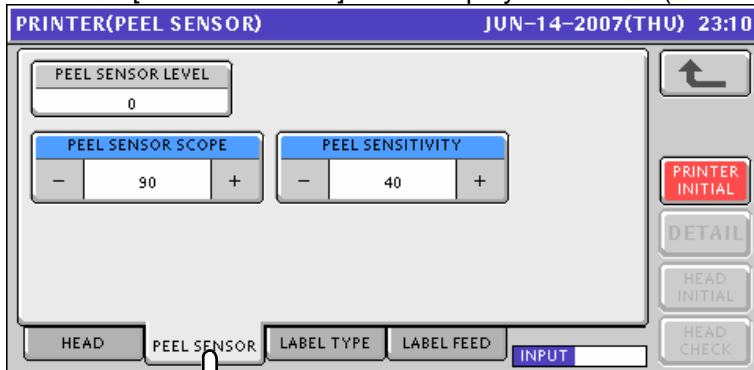 PRINTER(PEEL SENSOR) JUN-14-2007(THU) 23:10
PEEL SENSOR LEVEL
0
PEEL SENSOR SCOPE
- 90 +
PEEL SENSITIVITY
- 40 +
PRINTER
INITIAL
DETAIL
HEAD
INITIAL
HEAD
CHECK
HEAD
PEEL SENSOR
LABEL TYPE
LABEL FEED
INPUT